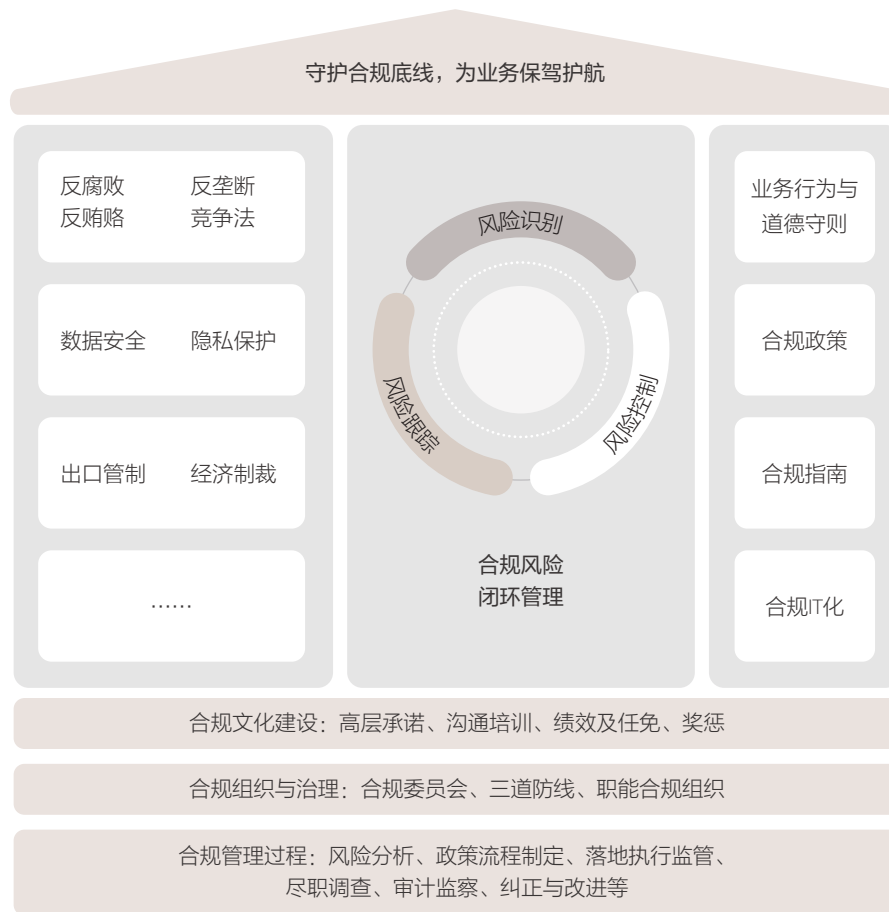 守护合规底线，为业务保驾护航
反腐败
反贿赂
反垄断
竞争法
数据安全
隐私保护
出口管制
经济制裁
……
风险识别
风险控制
风险跟踪
合规风险
闭环管理
业务行为与
道德守则
合规政策
合规指南
合规IT化
合规文化建设：高层承诺、沟通培训、绩效及任免、奖惩
合规组织与治理：合规委员会、三道防线、职能合规组织
合规管理过程：风险分析、政策流程制定、落地执行监管、
尽职调查、审计监察、纠正与改进等